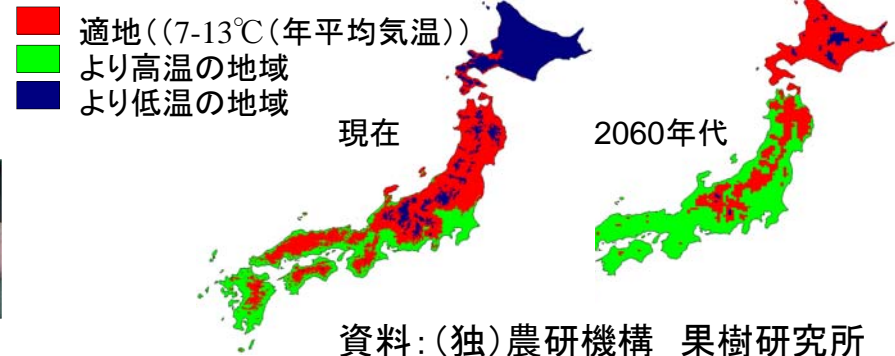 適地((7-13℃(年平均気温))
より高温の地域
より低温の地域
現在
2060年代
資料:(独)農研機構 果樹研究所